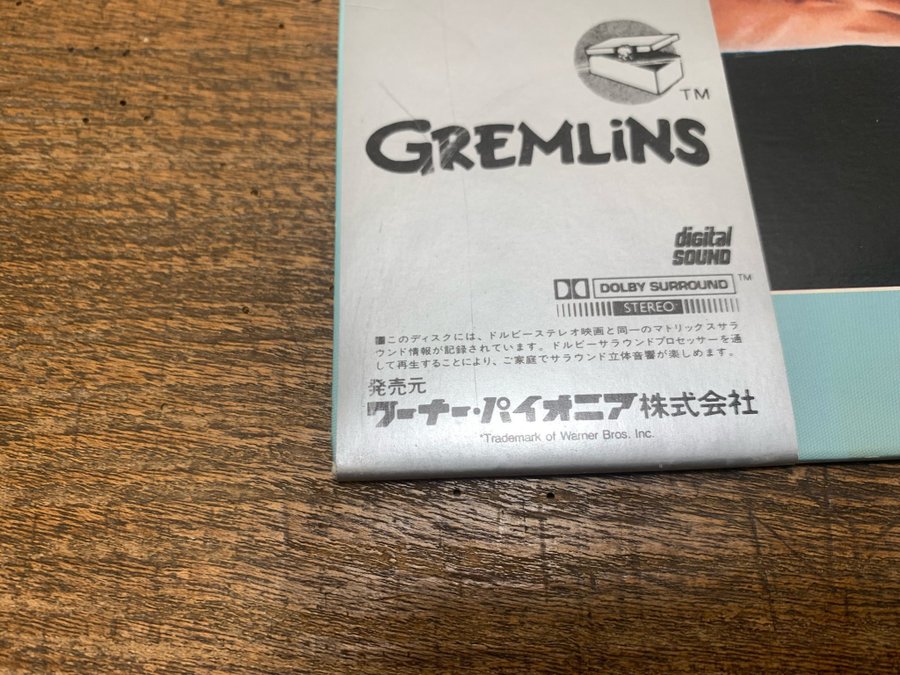 TM
GREMLiNS
digital
SOUND
DOLBY SURROUND TM
STEREO
■このディスクには、ドルビーステレオ映画と同一のマトリックスサラ
ウンド情報が記録されています。ドルビーサラウンドプロセッサーを通
して再生することにより、ご家庭でサラウンド立体音響が楽しめます。
発売元
ワーナー・パイオニア株式会社
*Trademark of Warner Bros. Inc.